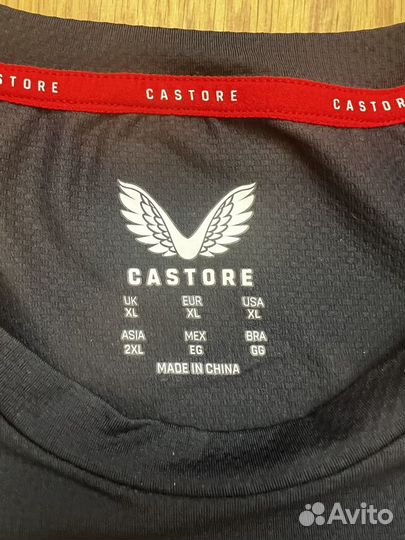 STORE CASTORE CASTORE
CASTORE
UK EUR USA
XL XL XL
ASIA MEX BRA
2XL EG GG
MADE IN CHINA
Avito